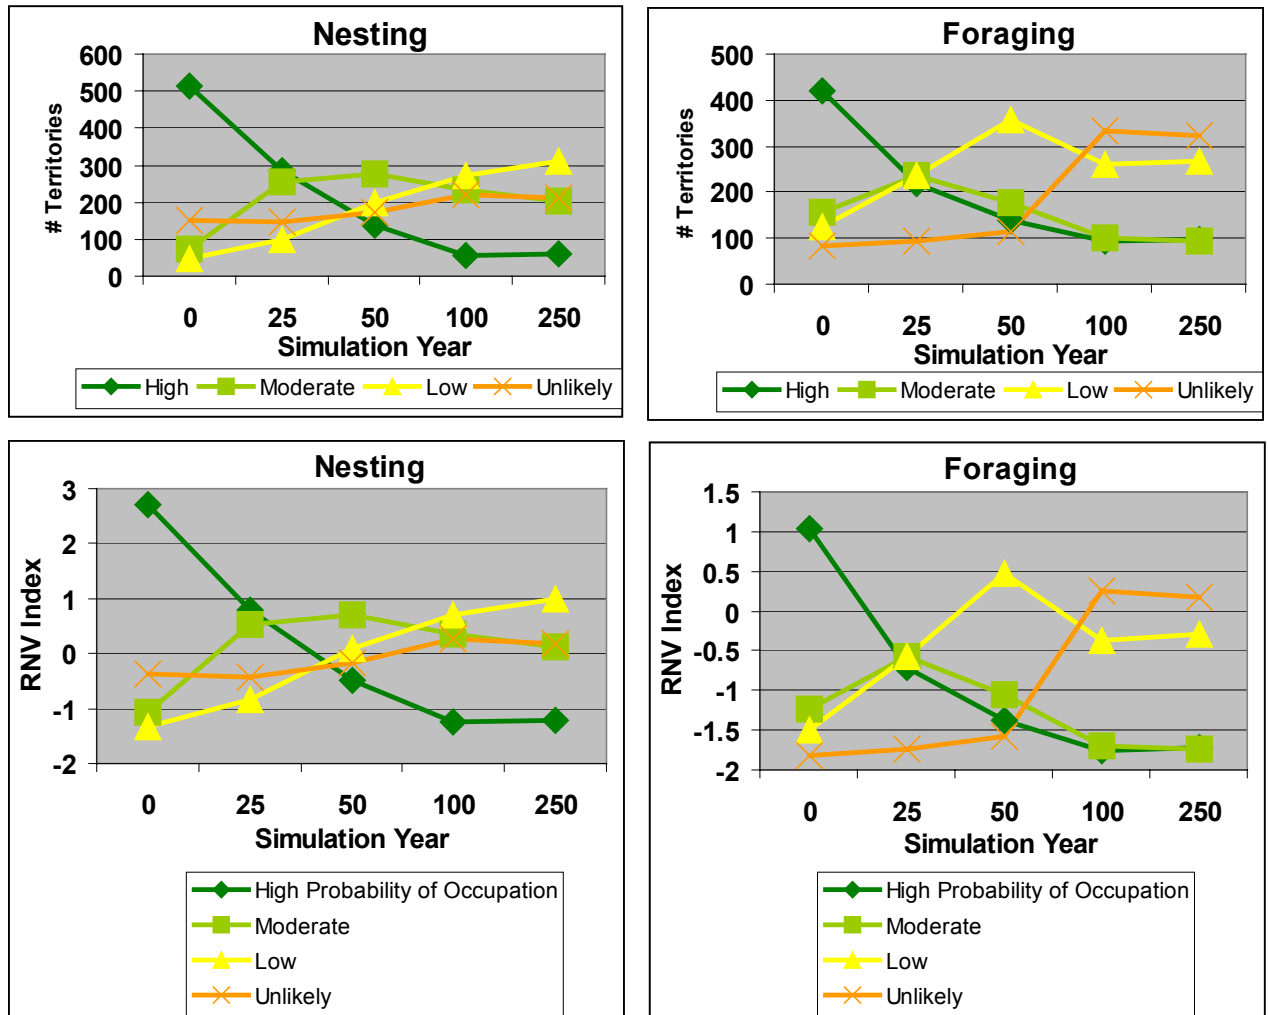 Nesting
600
500
400
300
200
100
0
# Territories
0 25 50 100 250
Simulation Year
High Moderate Low Unlikely
Foraging
500
400
300
200
100
0
# Territories
0 25 50 100 250
Simulation Year
High Moderate Low Unlikely
Nesting
3
2
1
0
-1
-2
RNV Index
0 25 50 100 250
Simulation Year
High Probability of Occupation
Moderate
Low
Unlikely
Foraging
1.5
1
0.5
0
-0.5
-1
-1.5
-2
RNV Index
0 25 50 100 250
Simulation Year
High Probability of Occupation
Moderate
Low
Unlikely